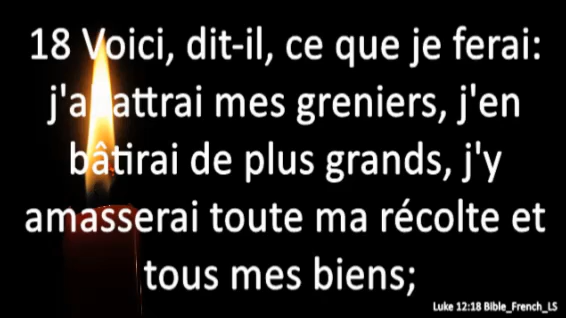 18 Voici, dit-il, ce que je ferai:
j'abattrai mes greniers, j'en
bâtirai de plus grands, j'y
amasserai toute ma récolte et
tous mes biens;
Luke 12:18 Bible_French_LS